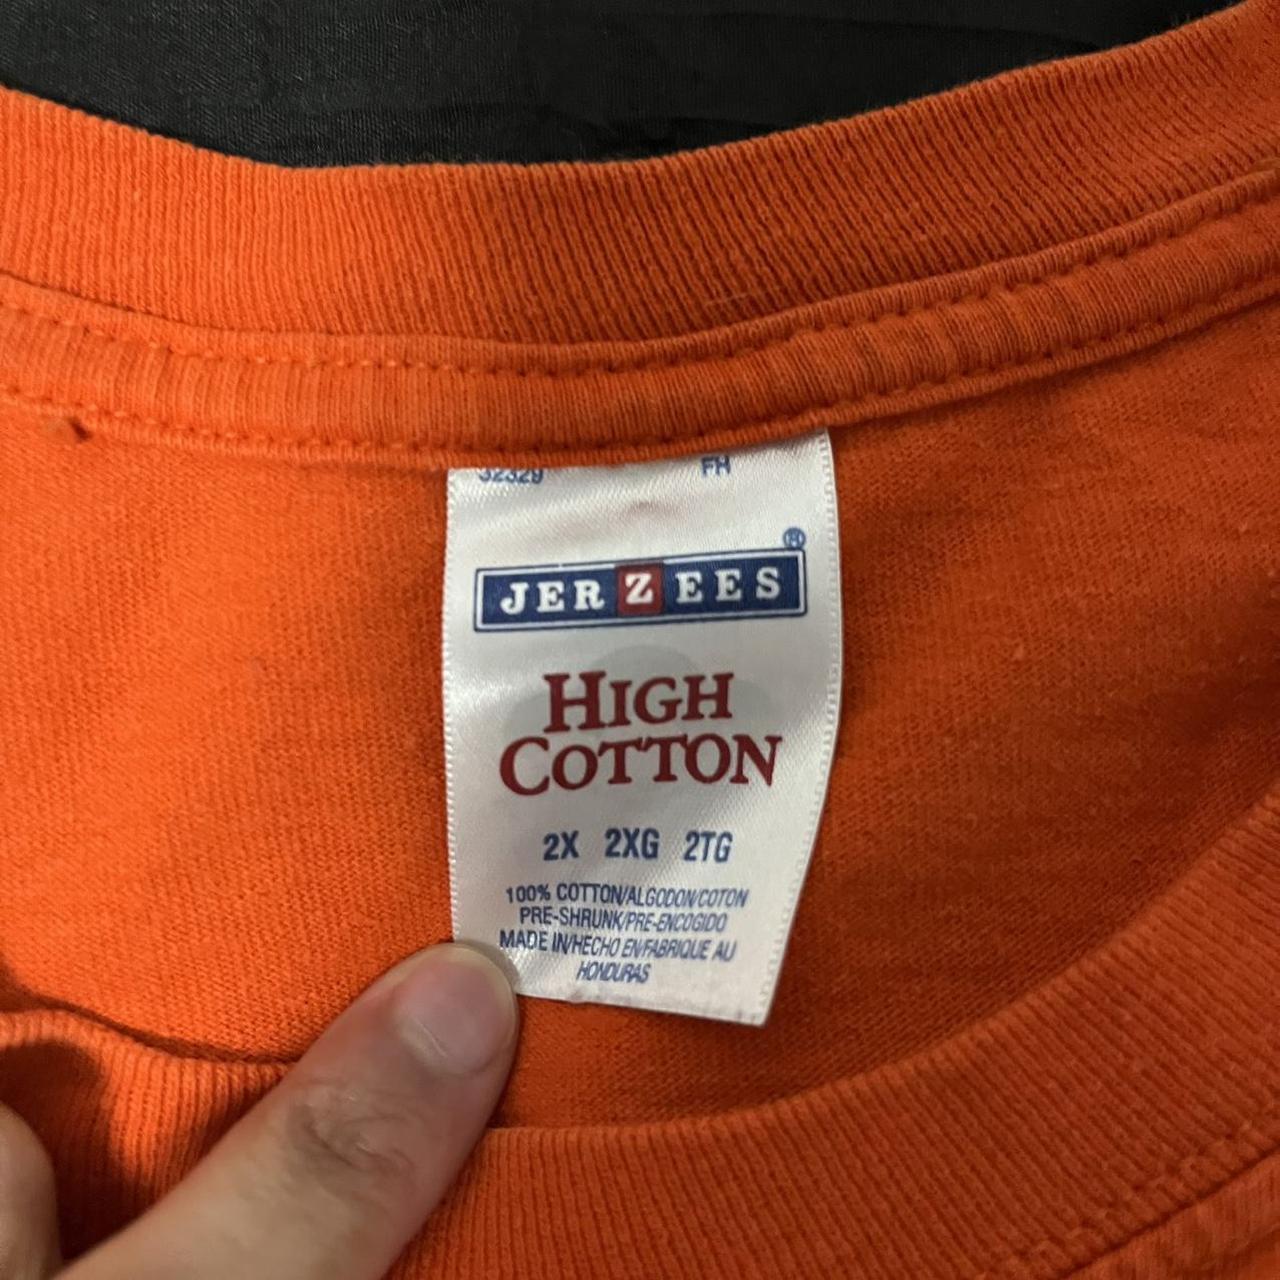 32329 FH
®
JERZEES
HIGH
COTTON
2X 2XG 2TG
100% COTTON/ALGODON/COTON
PRE-SHRUNK/PRE-ENCOGIDO
MADE IN/HECHO EN/FABRIQUE AU
HONDURAS